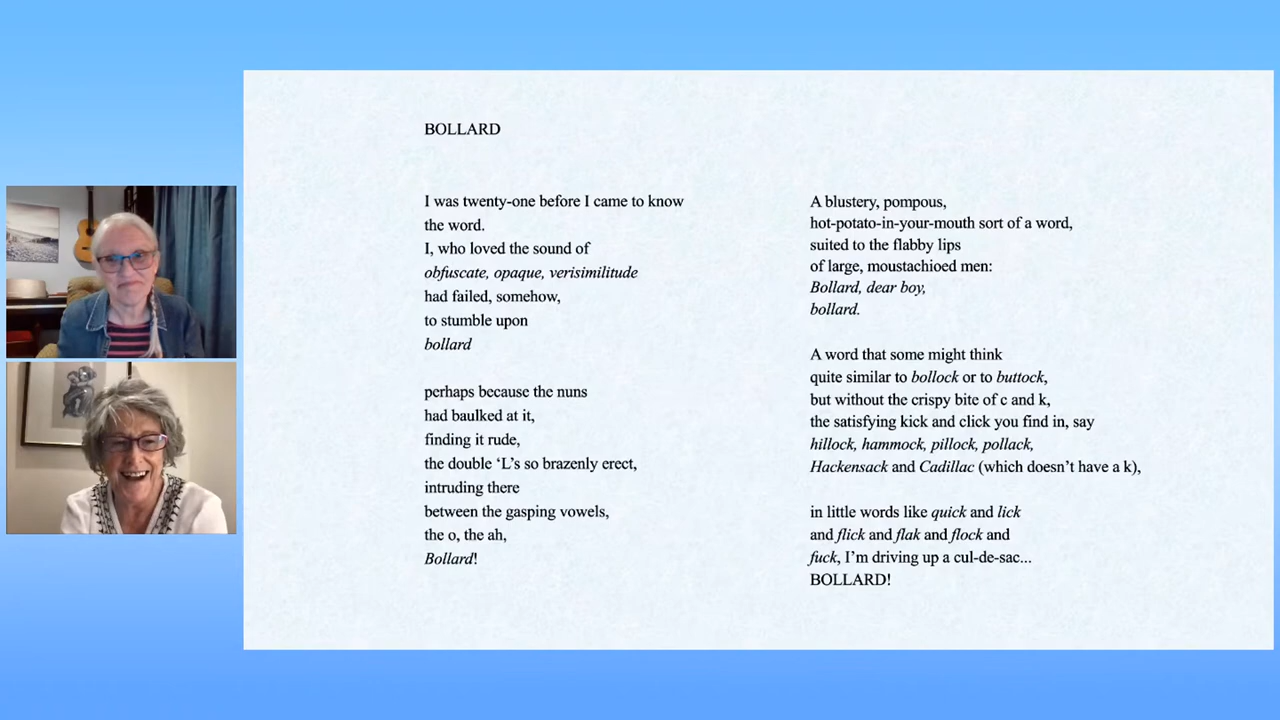 BOLLARD
I was twenty-one before I came to know
the word.
I, who loved the sound of
obfuscate, opaque, verisimilitude
had failed, somehow,
to stumble upon
bollard
perhaps because the nuns
had baulked at it,
finding it rude,
the double ‘L’s so brazenly erect,
intruding there
between the gasping vowels,
the o, the ah,
Bollard!
A blustery, pompous,
hot-potato-in-your-mouth sort of a word,
suited to the flabby lips
of large, moustachioed men:
Bollard, dear boy,
bollard.
A word that some might think
quite similar to bollock or to buttock,
but without the crispy bite of c and k,
the satisfying kick and click you find in, say
hillock, hammock, pillock, pollack,
Hackensack and Cadillac (which doesn’t have a k),
in little words like quick and lick
and flick and flak and flock and
fuck, I’m driving up a cul-de-sac...
BOLLARD!